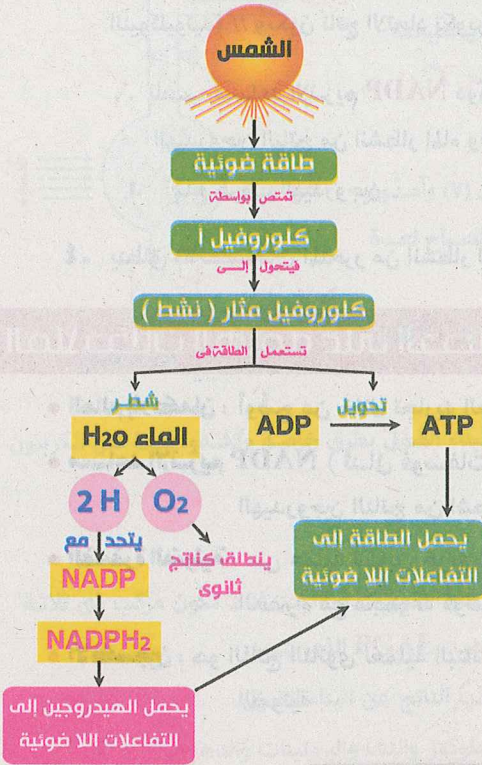 الشمس
طاقة ضوئية
تمتص بواسطة
كلوروفيل أ
فيتحول إلى
كلوروفيل مثار ( نشط )
تستعمل الطاقة فى
شطر
الماء H2O
ADP
تحويل
ATP
2 H
O2
يتحد مع
ينطلق كناتج
ثانوى
NADP
NADPH2
يحمل الطاقة إلى
التفاعلات اللا ضوئية
يحمل الهيدروجين إلى
التفاعلات اللا ضوئية